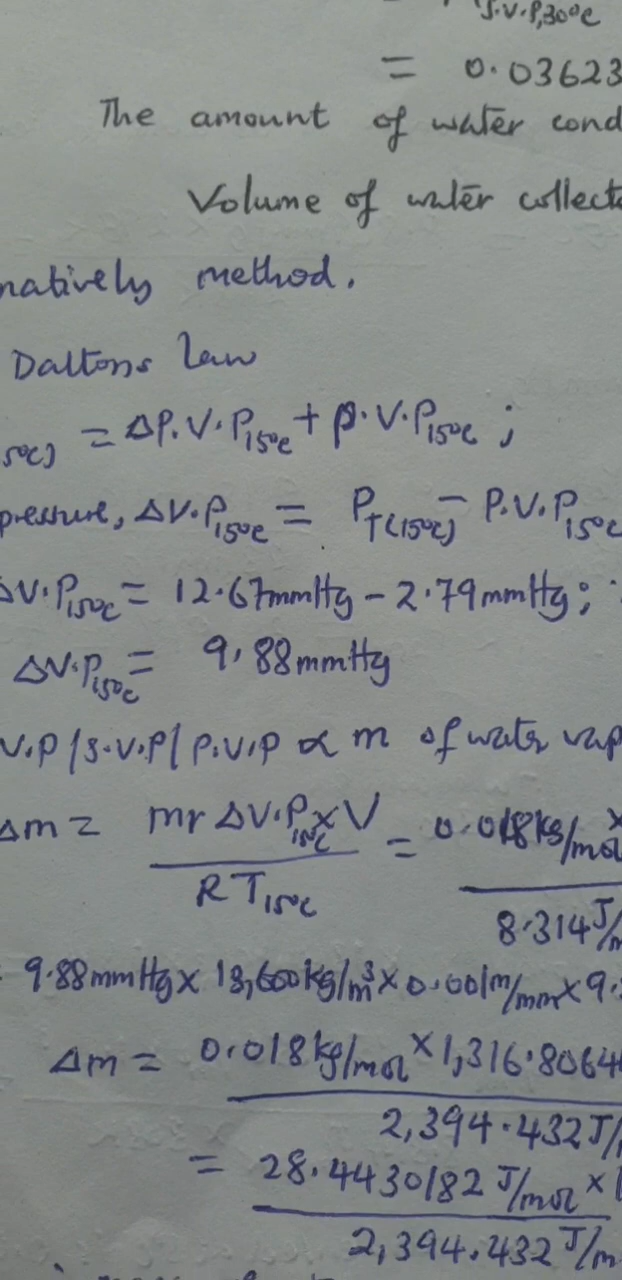 S.V.P,30°C
= 0.03623
The amount of water cond
Volume of water collect
natively method.
Daltons law
5°C) = ΔP.V.P15°C + P.V.P15°C ;
pressure, ΔV.P15°C = PT(15°C) - P.V.P15°C
ΔV.P15°C = 12.67mmHg - 2.79mmHg;
ΔV.P15°C = 9.88mmHg
V.P/S.V.P/P.V.P ∝ m of water vap
Δm = mr ΔV.P15°C x V = 0.018kg/mol x
RT15°C 8.314J/m
9.88mmHg x 13,600kg/m³ x 0.001m/mm x 9.
Δm = 0.018kg/mol x 1,316.8064
2,394.432J/
= 28.4430182 J/mol x
2,394.432 J/m